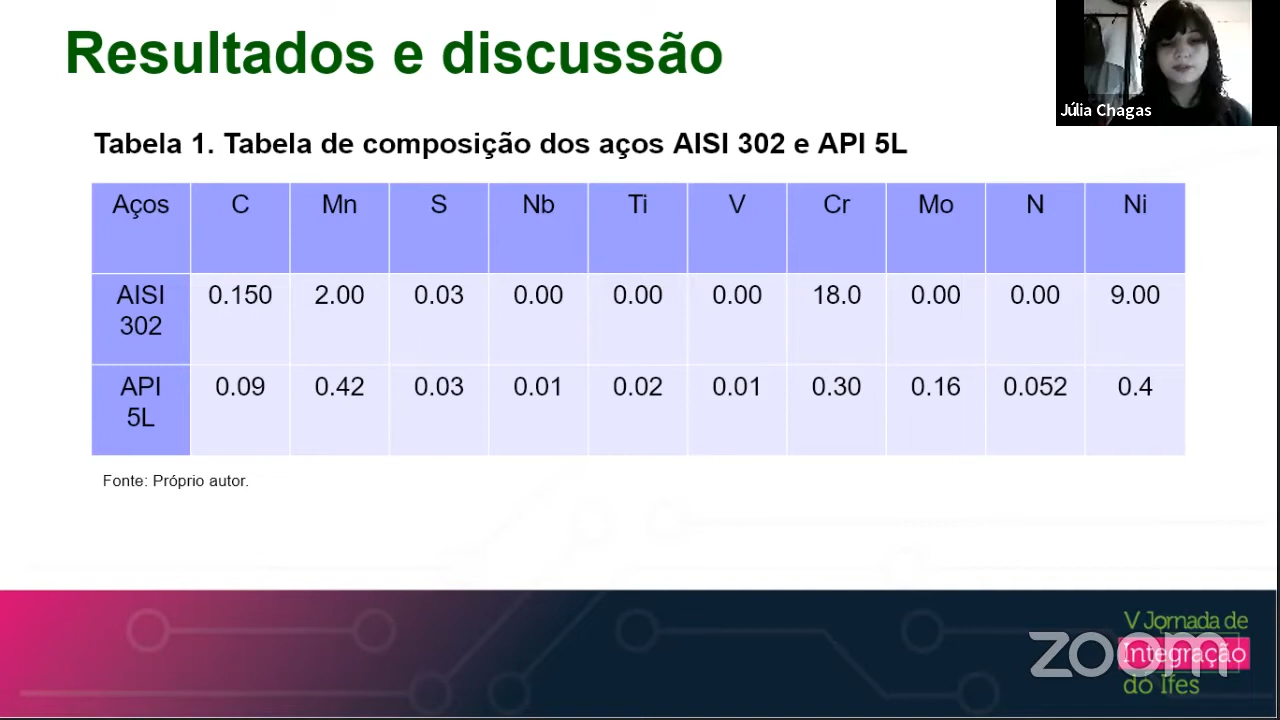 Resultados e discussão
Júlia Chagas
Tabela 1. Tabela de composição dos aços AISI 302 e API 5L
Aços C Mn S Nb Ti V Cr Mo N Ni
AISI 302 0.150 2.00 0.03 0.00 0.00 0.00 18.0 0.00 0.00 9.00
API 5L 0.09 0.42 0.03 0.01 0.02 0.01 0.30 0.16 0.052 0.4
Fonte: Próprio autor.
V Jornada de
Integração
do Ifes
zoom